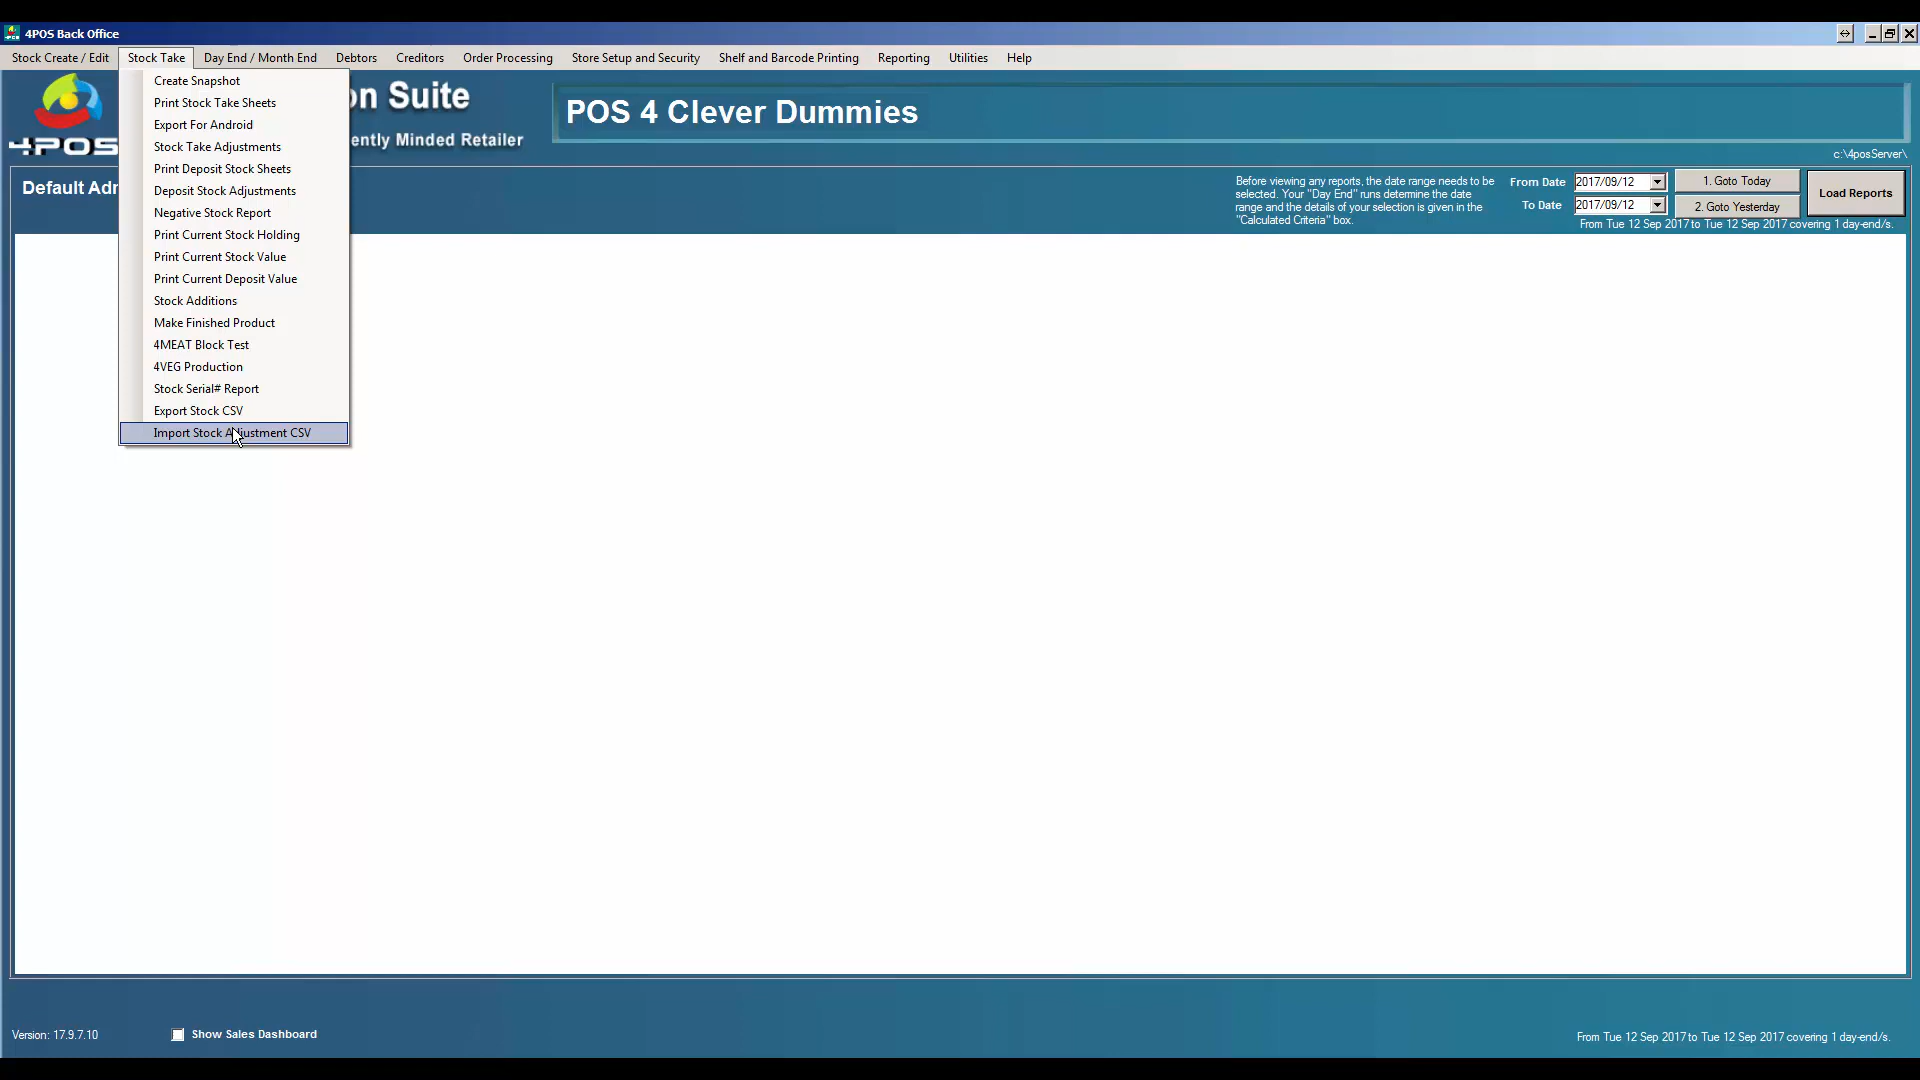 4POS Back Office
Stock Create / Edit Stock Take Day End / Month End Debtors Creditors Order Processing Store Setup and Security Shelf and Barcode Printing Reporting Utilities Help
4POS
on Suite
ently Minded Retailer
POS 4 Clever Dummies
c:\4posServer\
Create Snapshot
Print Stock Take Sheets
Export For Android
Stock Take Adjustments
Print Deposit Stock Sheets
Deposit Stock Adjustments
Negative Stock Report
Print Current Stock Holding
Print Current Stock Value
Print Current Deposit Value
Stock Additions
Make Finished Product
4MEAT Block Test
4VEG Production
Stock Serial# Report
Export Stock CSV
Import Stock Adjustment CSV
Default Adr
Before viewing any reports, the date range needs to be
selected. Your "Day End" runs determine the date
range and the details of your selection is given in the
"Calculated Criteria" box.
From Date 2017/09/12
To Date 2017/09/12
1. Goto Today
2. Goto Yesterday
Load Reports
From Tue 12 Sep 2017 to Tue 12 Sep 2017 covering 1 day-end/s.
Version: 17.9.7.10
Show Sales Dashboard
From Tue 12 Sep 2017 to Tue 12 Sep 2017 covering 1 day-end/s.